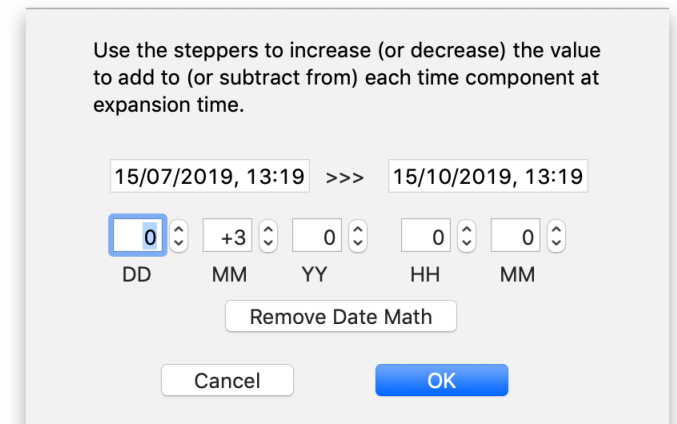 Use the steppers to increase (or decrease) the value
to add to (or subtract from) each time component at
expansion time.
15/07/2019, 13:19 >>> 15/10/2019, 13:19
0 +3 0 0 0
DD MM YY HH MM
Remove Date Math
Cancel OK